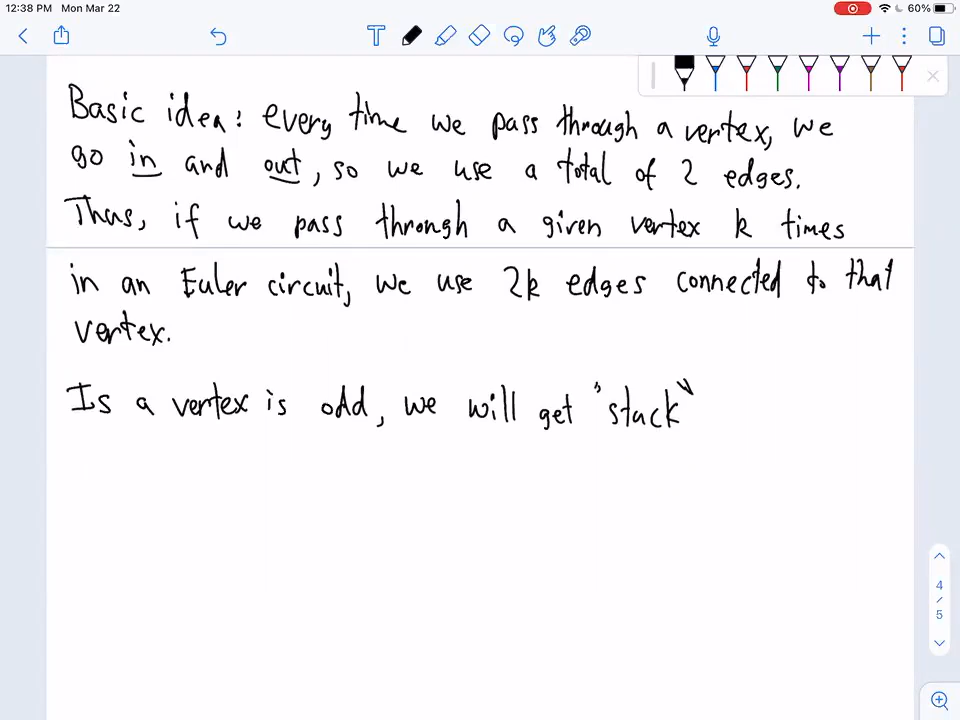 12:38 PM Mon Mar 22
60%
Basic idea: every time we pass through a vertex, we
go in and out, so we use a total of 2 edges.
Thus, if we pass through a given vertex k times
in an Euler circuit, we use 2k edges connected to that
vertex.
Is a vertex is odd, we will get "stuck"
4
/
5